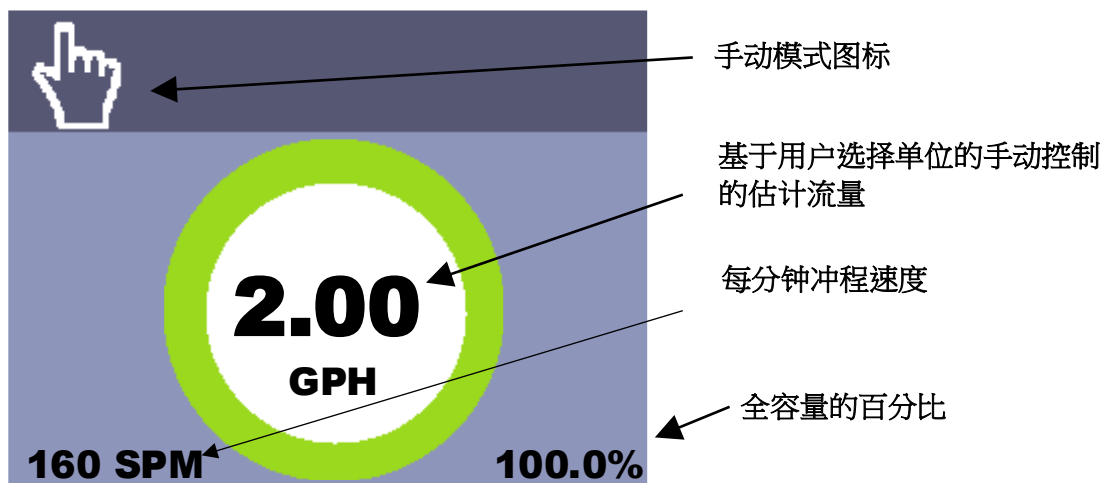 手动模式图标
基于用户选择单位的手动控制
的估计流量
2.00
GPH
每分钟冲程速度
全容量的百分比
160 SPM
100.0%